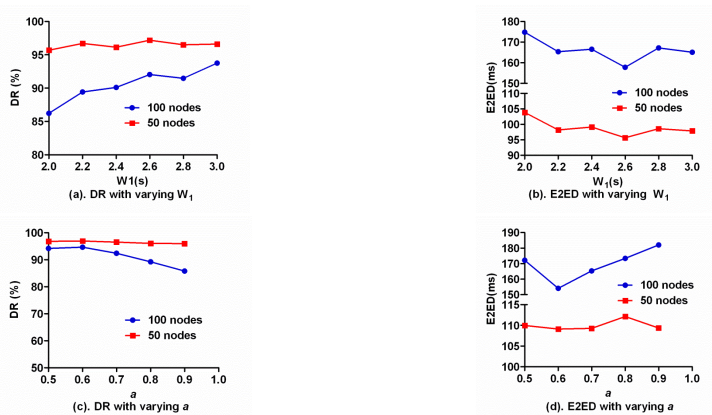 100
95
90
85
80
DR (%)
100 nodes
50 nodes
2.0 2.2 2.4 2.6 2.8 3.0
W1(s)
(a). DR with varying W1
180
170
160
150
140
110
105
100
95
90
E2ED(ms)
100 nodes
50 nodes
2.0 2.2 2.4 2.6 2.8 3.0
W1(s)
(b). E2ED with varying W1
100
90
80
70
60
50
DR (%)
100 nodes
50 nodes
0.5 0.6 0.7 0.8 0.9 1.0
a
(c). DR with varying a
200
190
180
170
160
150
120
115
110
105
100
E2ED(ms)
100 nodes
50 nodes
0.5 0.6 0.7 0.8 0.9 1.0
a
(d). E2ED with varying a